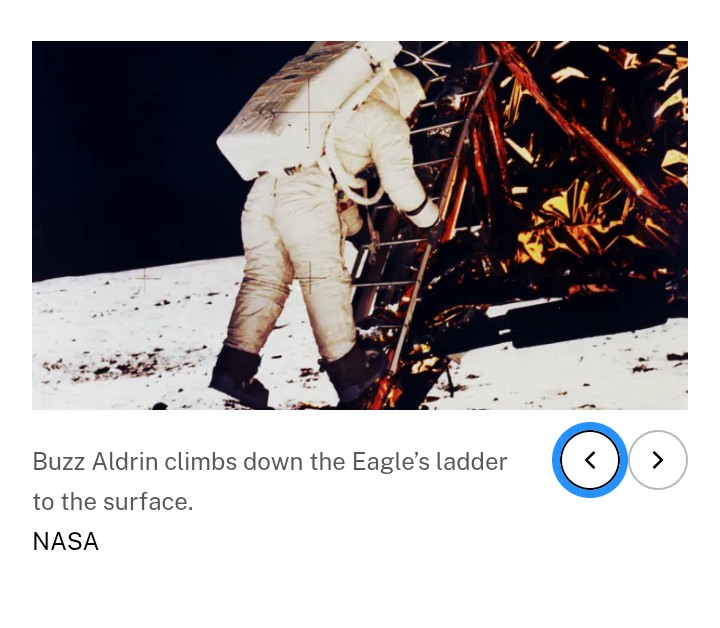 Buzz Aldrin climbs down the Eagle’s ladder
to the surface.
NASA